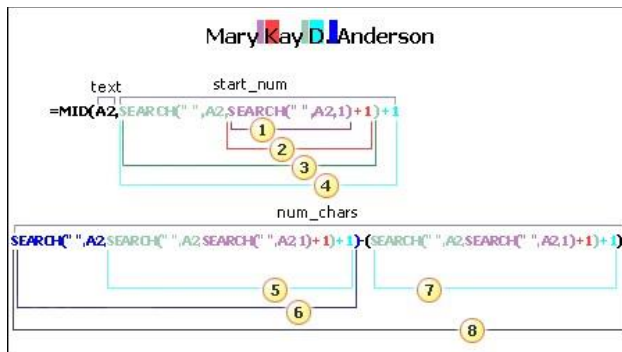 Mary Kay D. Anderson
text start_num
=MID(A2,SEARCH(" ",A2,SEARCH(" ",A2,1)+1)+1
1
2
3
4
num_chars
SEARCH(" ",A2,SEARCH(" ",A2,SEARCH(" ",A2,1)+1)+1)-(SEARCH(" ",A2,SEARCH(" ",A2,1)+1)+1)
5 7
6
8